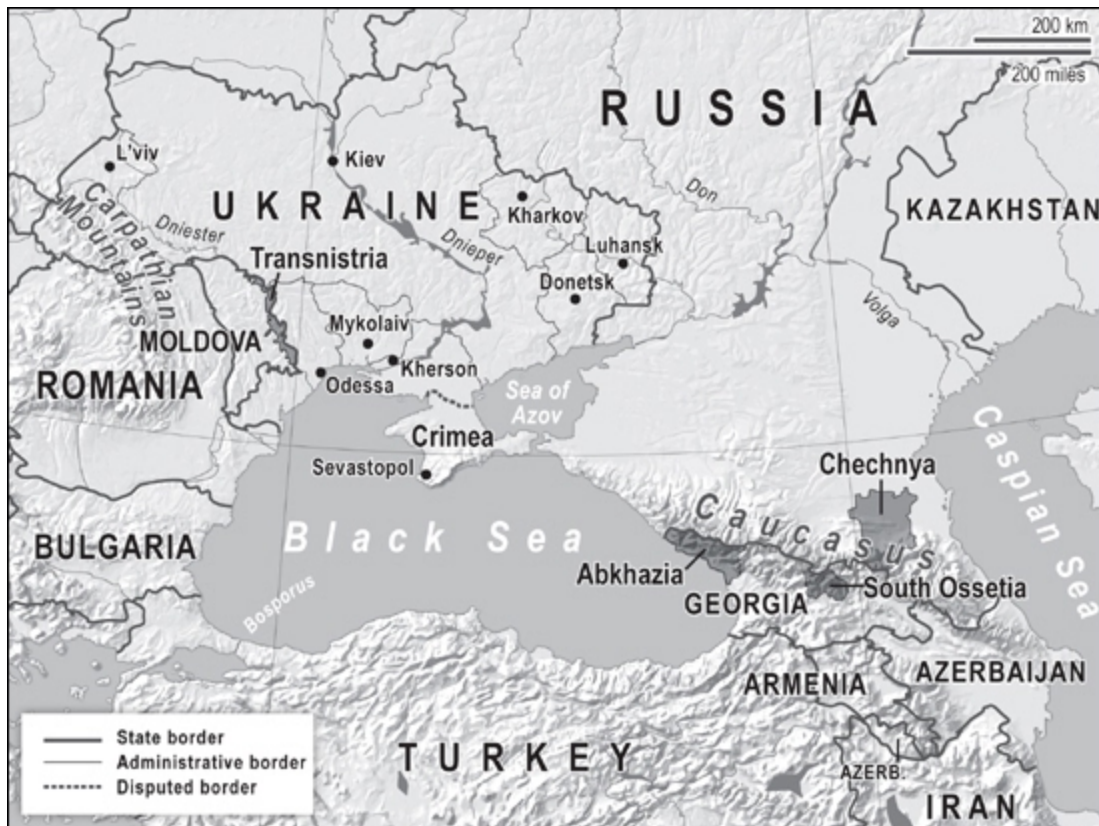 200 km
200 miles
RUSSIA
L'viv
Kiev
UKRAINE
Kharkov
Don
KAZAKHSTAN
Carpathian
Mountains
Dniester
Dnieper
Luhansk
Transnistria
Donetsk
Volga
Mykolaiv
MOLDOVA
Kherson
ROMANIA
Odessa
Sea of
Azov
Crimea
Sevastopol
Chechnya
Caspian Sea
Black Sea
Caucasus
BULGARIA
Abkhazia
South Ossetia
GEORGIA
Bosporus
AZERBAIJAN
ARMENIA
State border
Administrative border
Disputed border
TURKEY
AZERB.
IRAN